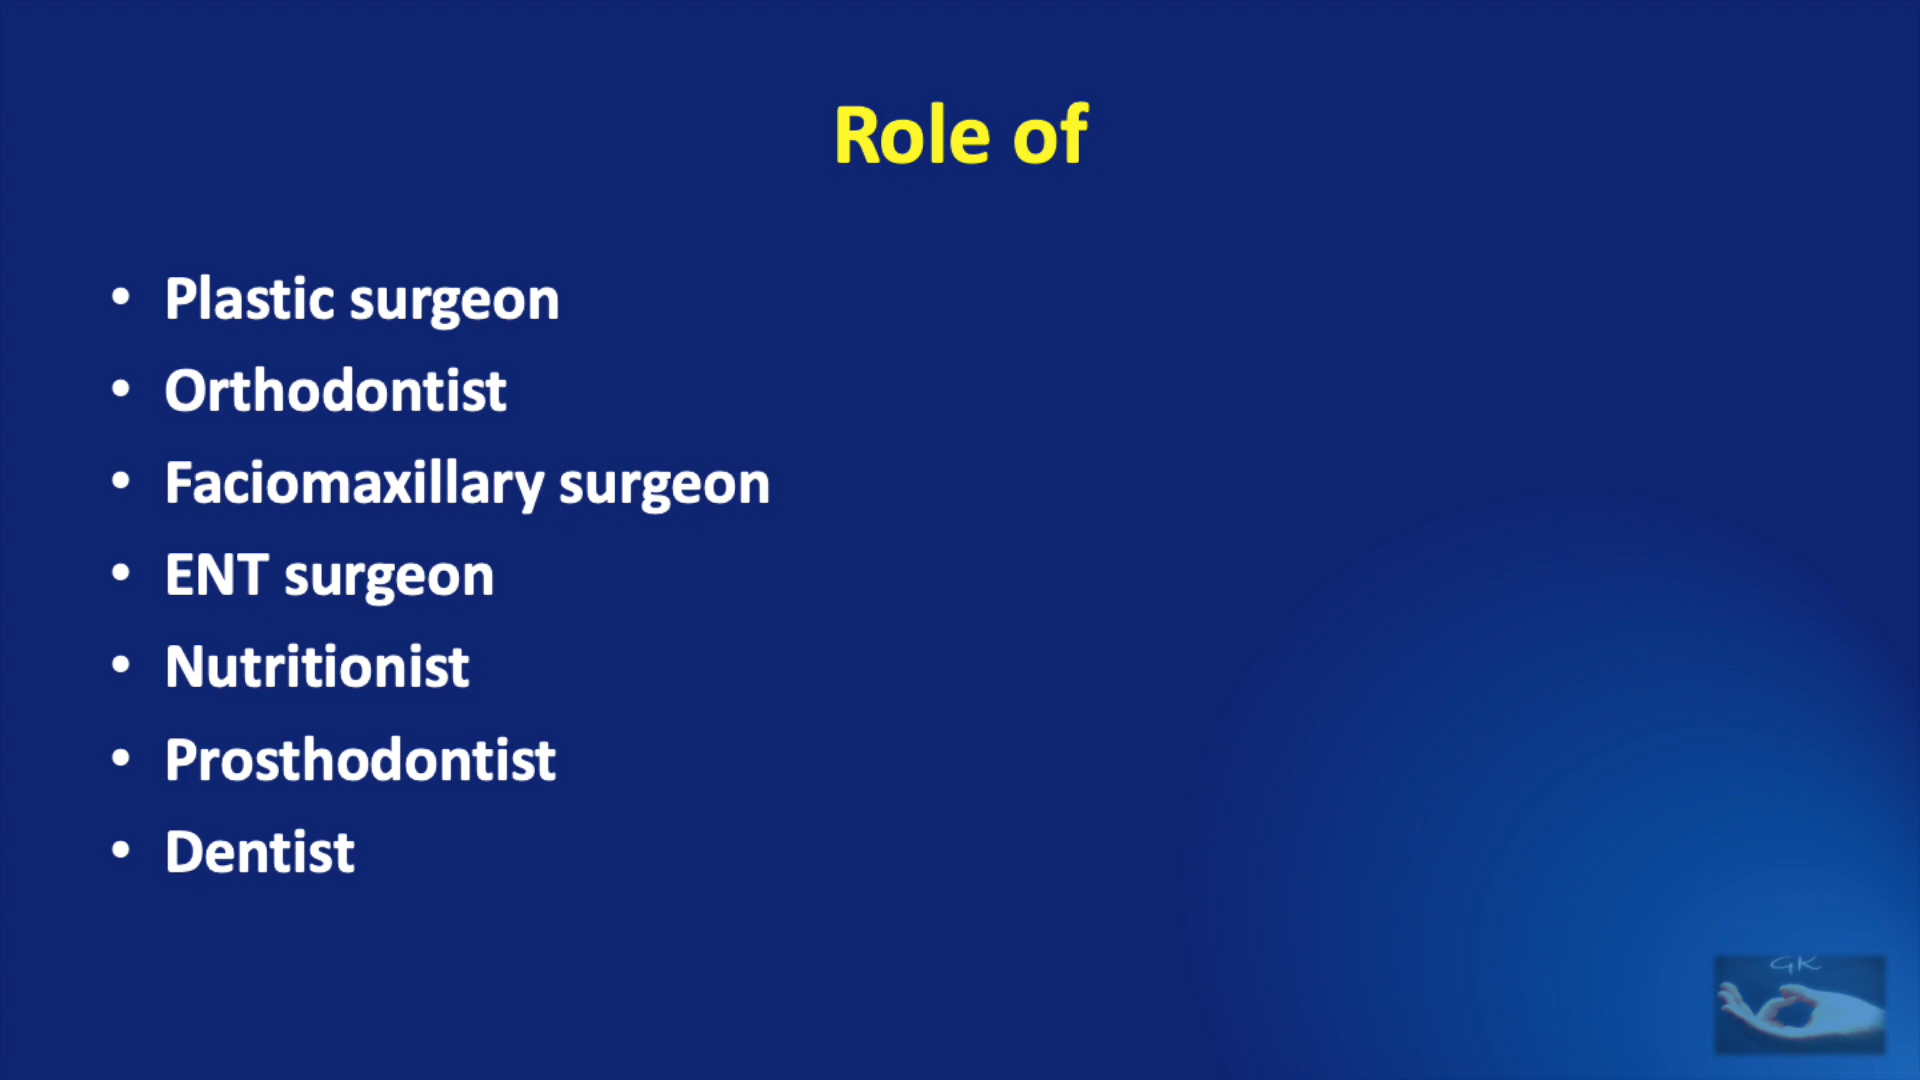 Role of
• Plastic surgeon
• Orthodontist
• Faciomaxillary surgeon
• ENT surgeon
• Nutritionist
• Prosthodontist
• Dentist
GK